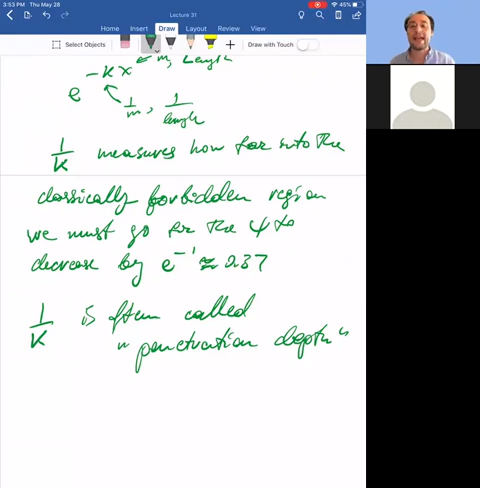 3:53 PM Thu May 28
45%
Lecture 31
Home Insert Draw Layout Review View
Select Objects
Draw with Touch
e^-kx ← m, Length
1/m, 1/length
1/K measures how far into the
classically forbidden region
we must go for the ψ to
decrease by e^-1 ≈ 0.37
1/K is often called
"penetration depth"